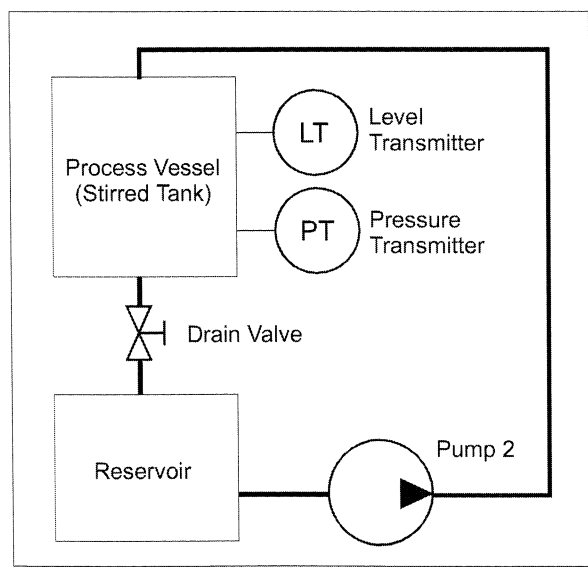 Process Vessel
(Stirred Tank)
LT
Level
Transmitter
PT
Pressure
Transmitter
Drain Valve
Reservoir
Pump 2